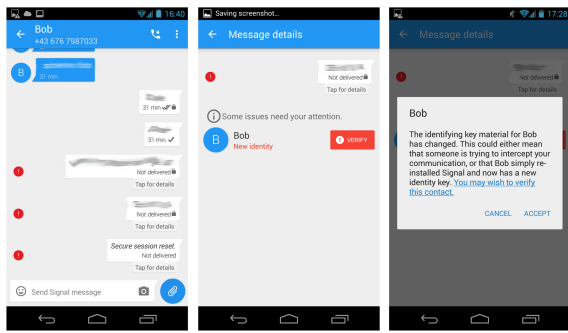 16:40
Bob
+43 676 7987033
B
31 min
31 min
31 min
Not delivered
Tap for details
Not delivered
Tap for details
Secure session reset.
Not delivered
Tap for details
Send Signal message
Saving screenshot...
Message details
Not delivered
Tap for details
Some issues need your attention.
B
Bob
New identity
VERIFY
17:28
Message details
Not delivered
Tap for details
Bob
The identifying key material for Bob
has changed. This could either mean
that someone is trying to intercept your
communication, or that Bob simply re-
installed Signal and now has a new
identity key. You may wish to verify
this contact.
CANCEL ACCEPT